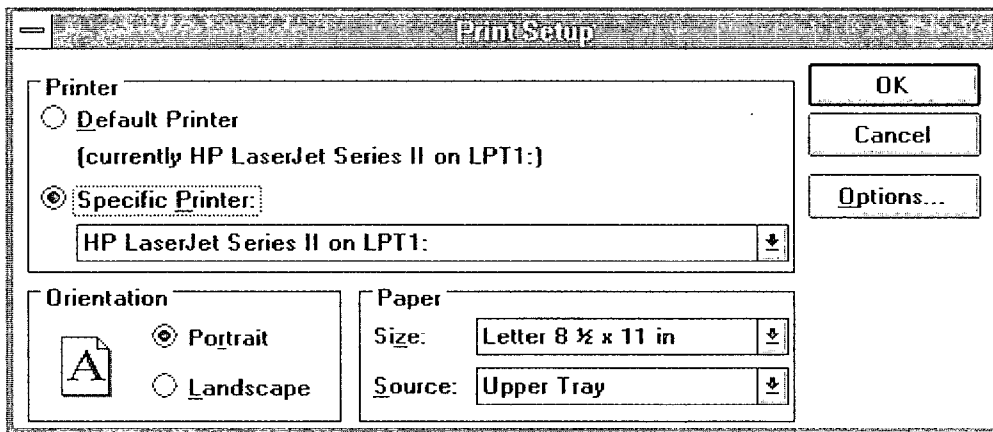 Print Setup
Printer
Default Printer
(currently HP LaserJet Series II on LPT1:)
Specific Printer:
HP LaserJet Series II on LPT1:
OK
Cancel
Options...
Orientation
A
Portrait
Landscape
Paper
Size: Letter 8 ½ x 11 in
Source: Upper Tray